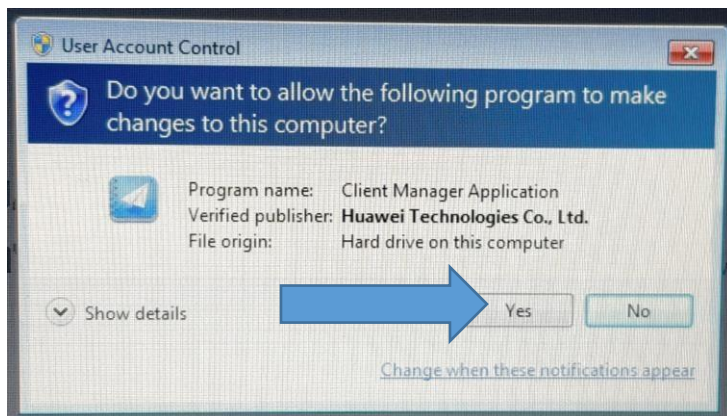 User Account Control
Do you want to allow the following program to make
changes to this computer?
Program name: Client Manager Application
Verified publisher: Huawei Technologies Co., Ltd.
File origin: Hard drive on this computer
Show details
Yes
No
Change when these notifications appear